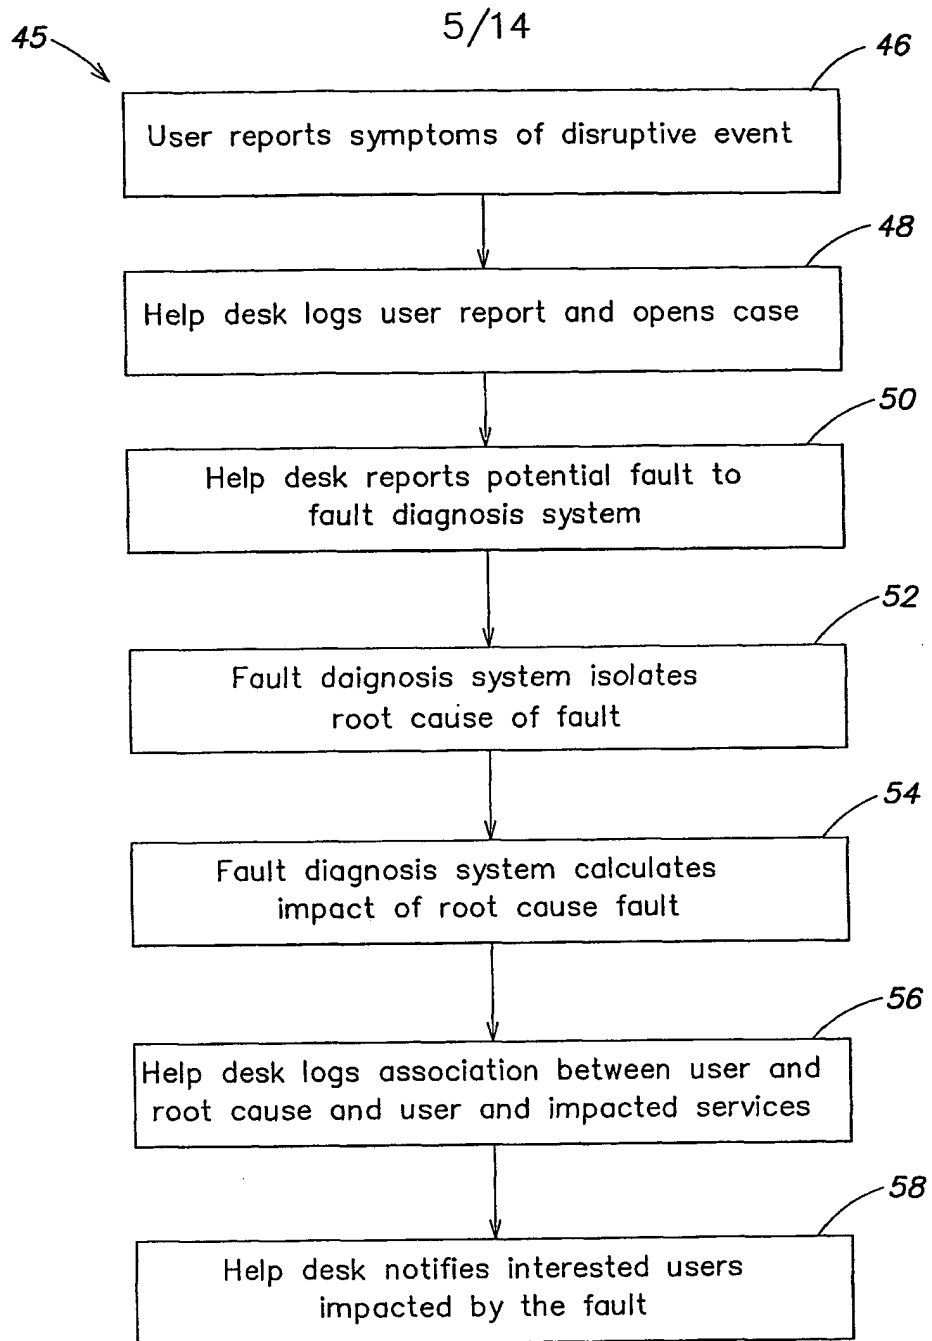 5/14
45
46
User reports symptoms of disruptive event
48
Help desk logs user report and opens case
50
Help desk reports potential fault to
fault diagnosis system
52
Fault daignosis system isolates
root cause of fault
54
Fault diagnosis system calculates
impact of root cause fault
56
Help desk logs association between user and
root cause and user and impacted services
58
Help desk notifies interested users
impacted by the fault